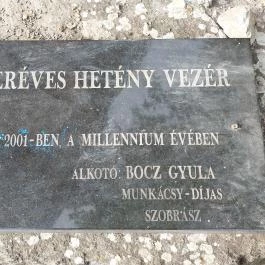 ERÉVES HETÉNY VEZÉR
2001-BEN, A MILLENNIUM ÉVÉBEN
ALKOTÓ: BOCZ GYULA
MUNKÁCSY-DÍJAS
SZOBRÁSZ